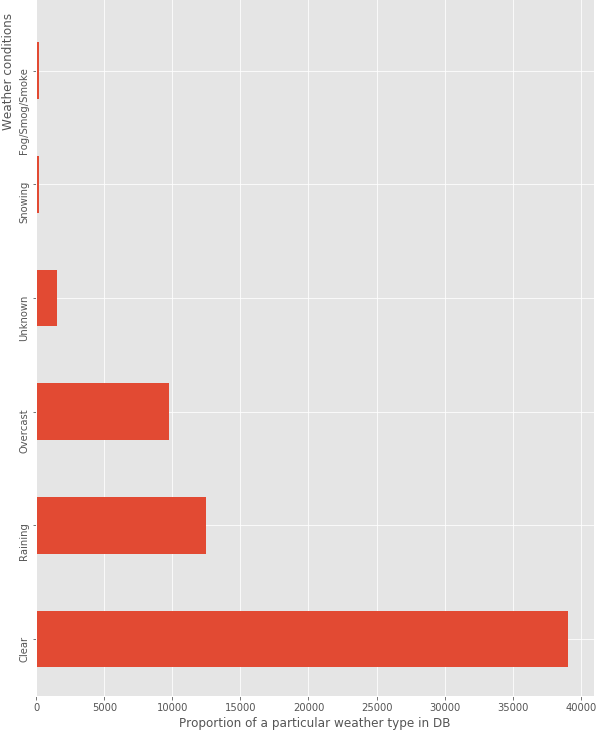 Weather conditions
Fog/Smog/Smoke
Snowing
Unknown
Overcast
Raining
Clear
0 5000 10000 15000 20000 25000 30000 35000 40000
Proportion of a particular weather type in DB